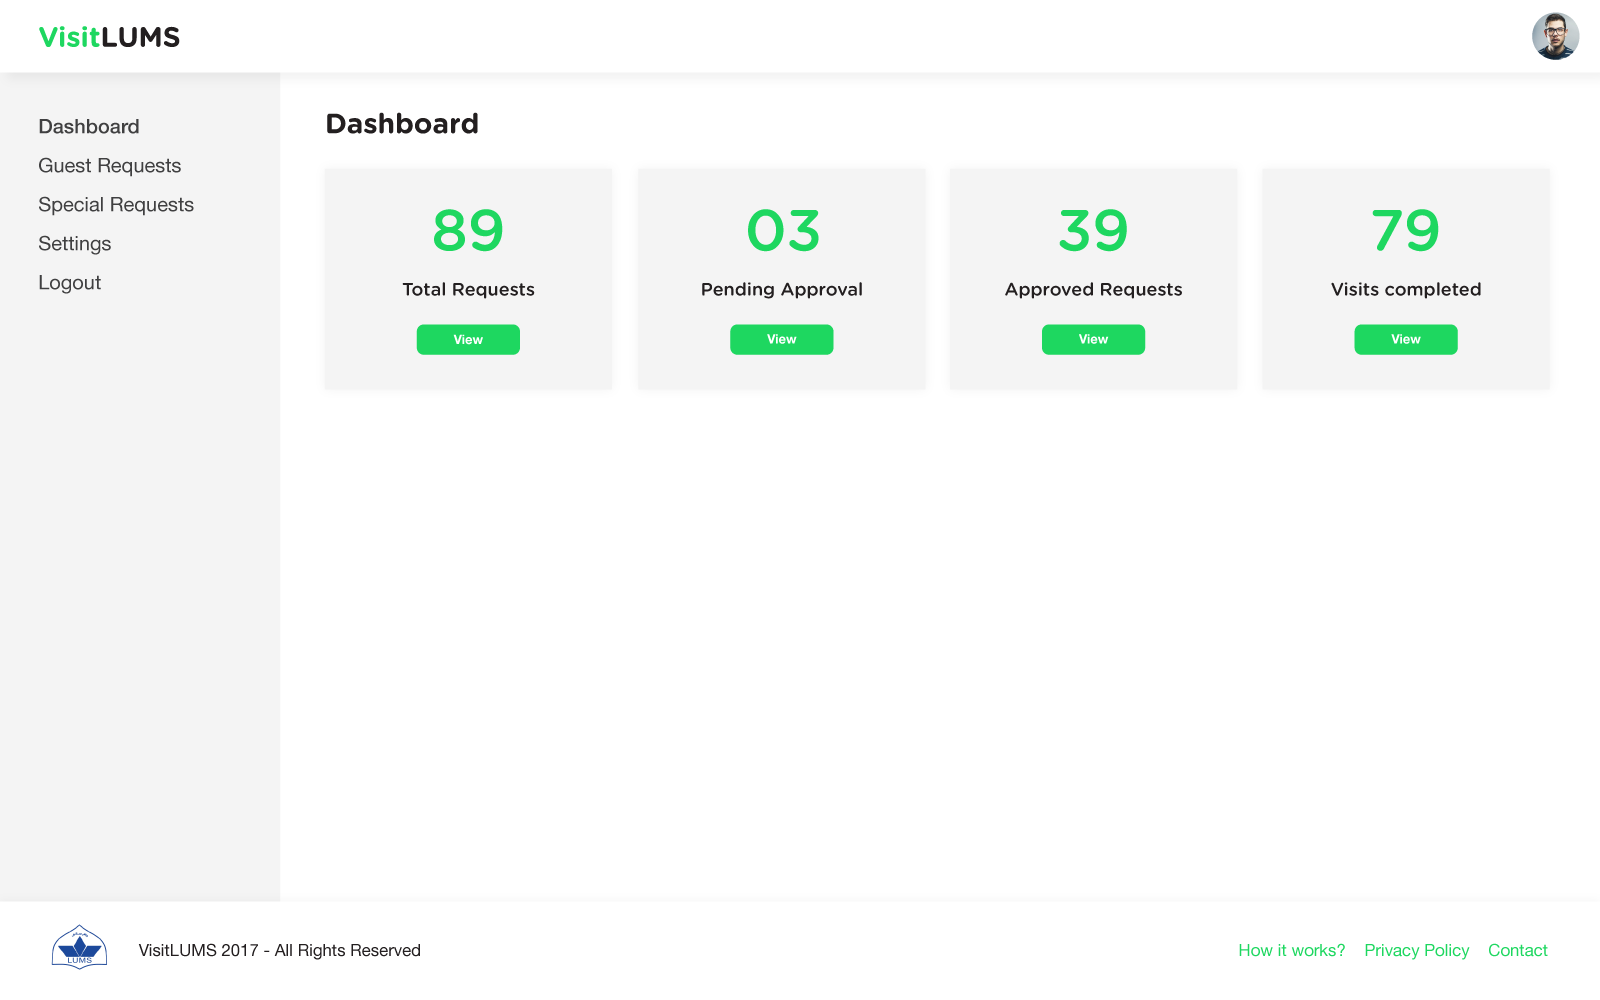 VisitLUMS
Dashboard
Guest Requests
Special Requests
Settings
Logout
Dashboard
89
Total Requests
View
03
Pending Approval
View
39
Approved Requests
View
79
Visits completed
View
LUMS
VisitLUMS 2017 - All Rights Reserved
How it works?
Privacy Policy
Contact